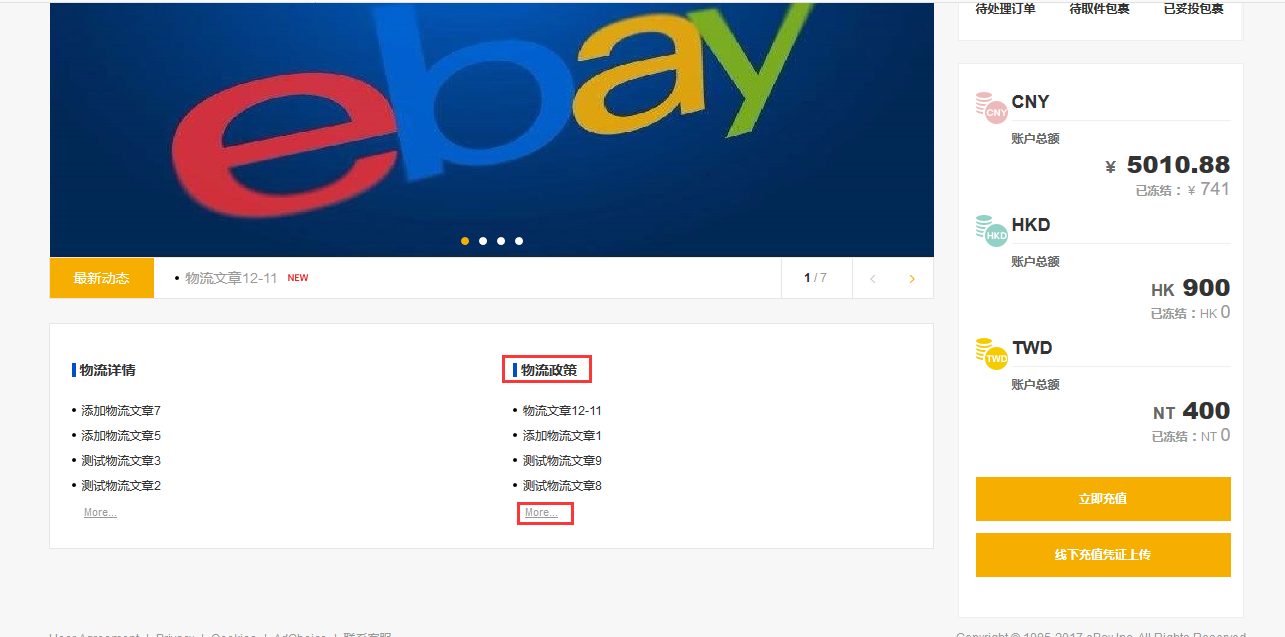 ebay
最新动态
• 物流文章12-11 NEW
1 / 7
< >
物流详情
• 添加物流文章7
• 添加物流文章5
• 测试物流文章3
• 测试物流文章2
More...
物流政策
• 物流文章12-11
• 添加物流文章1
• 测试物流文章9
• 测试物流文章8
More...
待处理订单 待取件包裹 已妥投包裹
CNY CNY
账户总额
¥ 5010.88
已冻结：¥ 741
HKD HKD
账户总额
HK 900
已冻结：HK 0
TWD TWD
账户总额
NT 400
已冻结：NT 0
立即充值
线下充值凭证上传
User Agreement | Privacy | Cookies | AdChoice | 联系客服
Copyright © 1995-2017 eBay Inc. All Rights Reserved